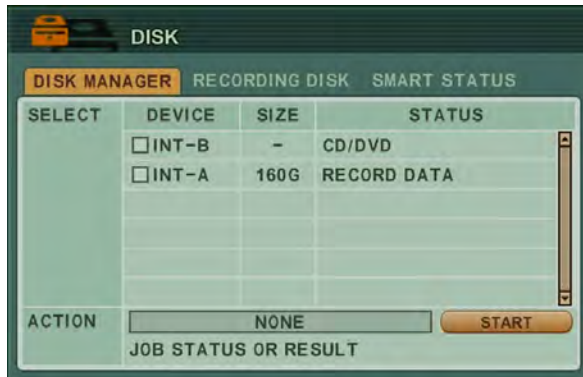 DISK
DISK MANAGER RECORDING DISK SMART STATUS
SELECT DEVICE SIZE STATUS
INT-B - CD/DVD
INT-A 160G RECORD DATA
ACTION NONE START
JOB STATUS OR RESULT